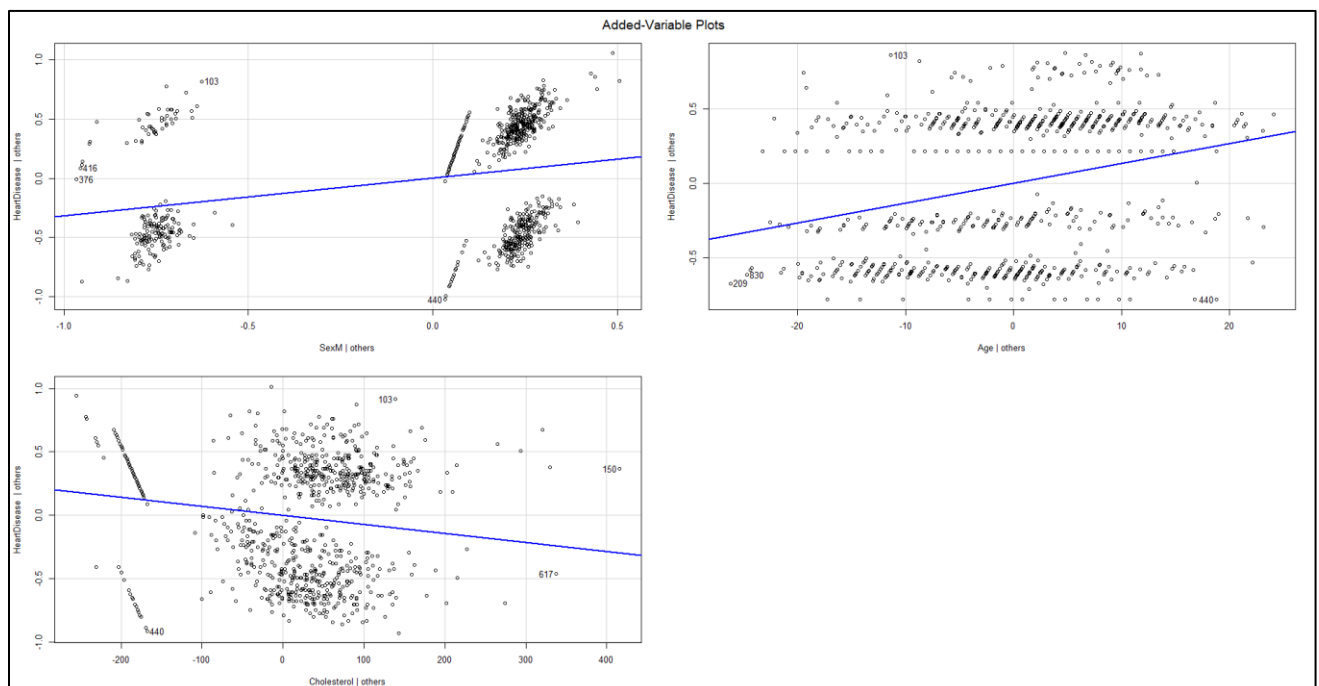 Added-Variable Plots
HeartDisease | others
1.0
0.5
0.0
-0.5
-1.0
103
416
376
440
-1.0 -0.5 0.0 0.5
SexM | others
HeartDisease | others
0.5
0.0
-0.5
103
830
209
440
-20 -10 0 10 20
Age | others
HeartDisease | others
1.0
0.5
0.0
-0.5
-1.0
103
150
617
440
-200 -100 0 100 200 300 400
Cholesterol | others